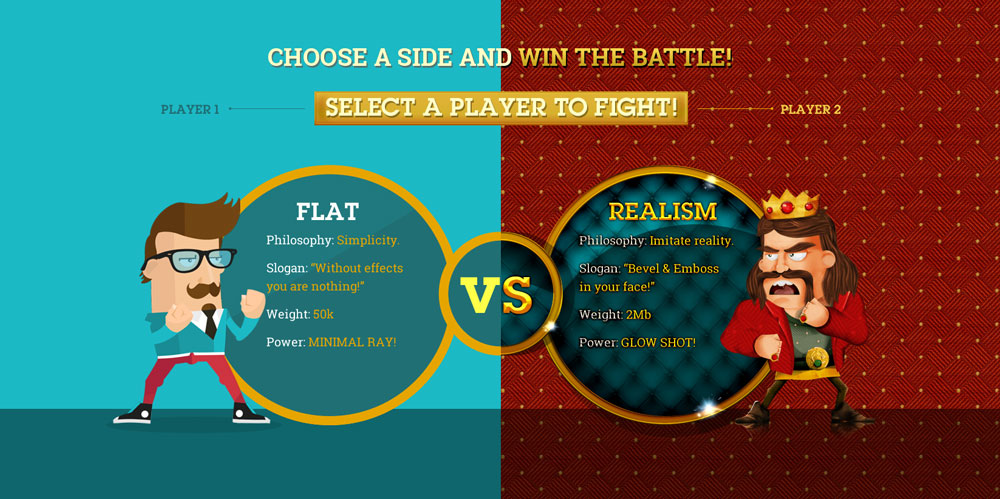 CHOOSE A SIDE AND WIN THE BATTLE!
PLAYER 1
SELECT A PLAYER TO FIGHT!
PLAYER 2
FLAT
Philosophy: Simplicity.
Slogan: “Without effects
you are nothing!”
Weight: 50k
Power: MINIMAL RAY!
VS
REALISM
Philosophy: Imitate reality.
Slogan: “Bevel & Emboss
in your face!”
Weight: 2Mb
Power: GLOW SHOT!